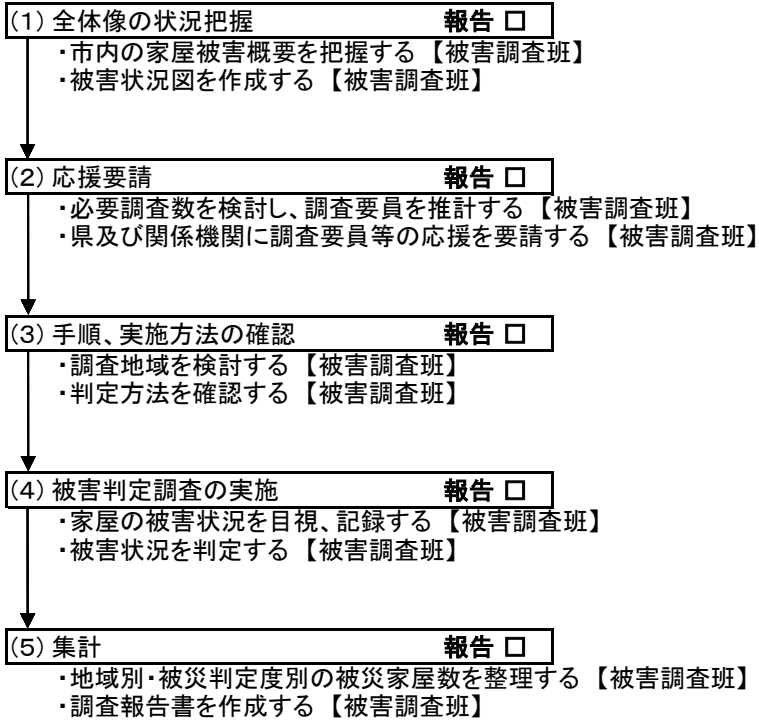 (1) 全体像の状況把握 報告 □
・市内の家屋被害概要を把握する 【被害調査班】
・被害状況図を作成する 【被害調査班】
(2) 応援要請 報告 □
・必要調査数を検討し、調査要員を推計する 【被害調査班】
・県及び関係機関に調査要員等の応援を要請する 【被害調査班】
(3) 手順、実施方法の確認 報告 □
・調査地域を検討する 【被害調査班】
・判定方法を確認する 【被害調査班】
(4) 被害判定調査の実施 報告 □
・家屋の被害状況を目視、記録する 【被害調査班】
・被害状況を判定する 【被害調査班】
(5) 集計 報告 □
・地域別・被災判定度別の被災家屋数を整理する 【被害調査班】
・調査報告書を作成する 【被害調査班】